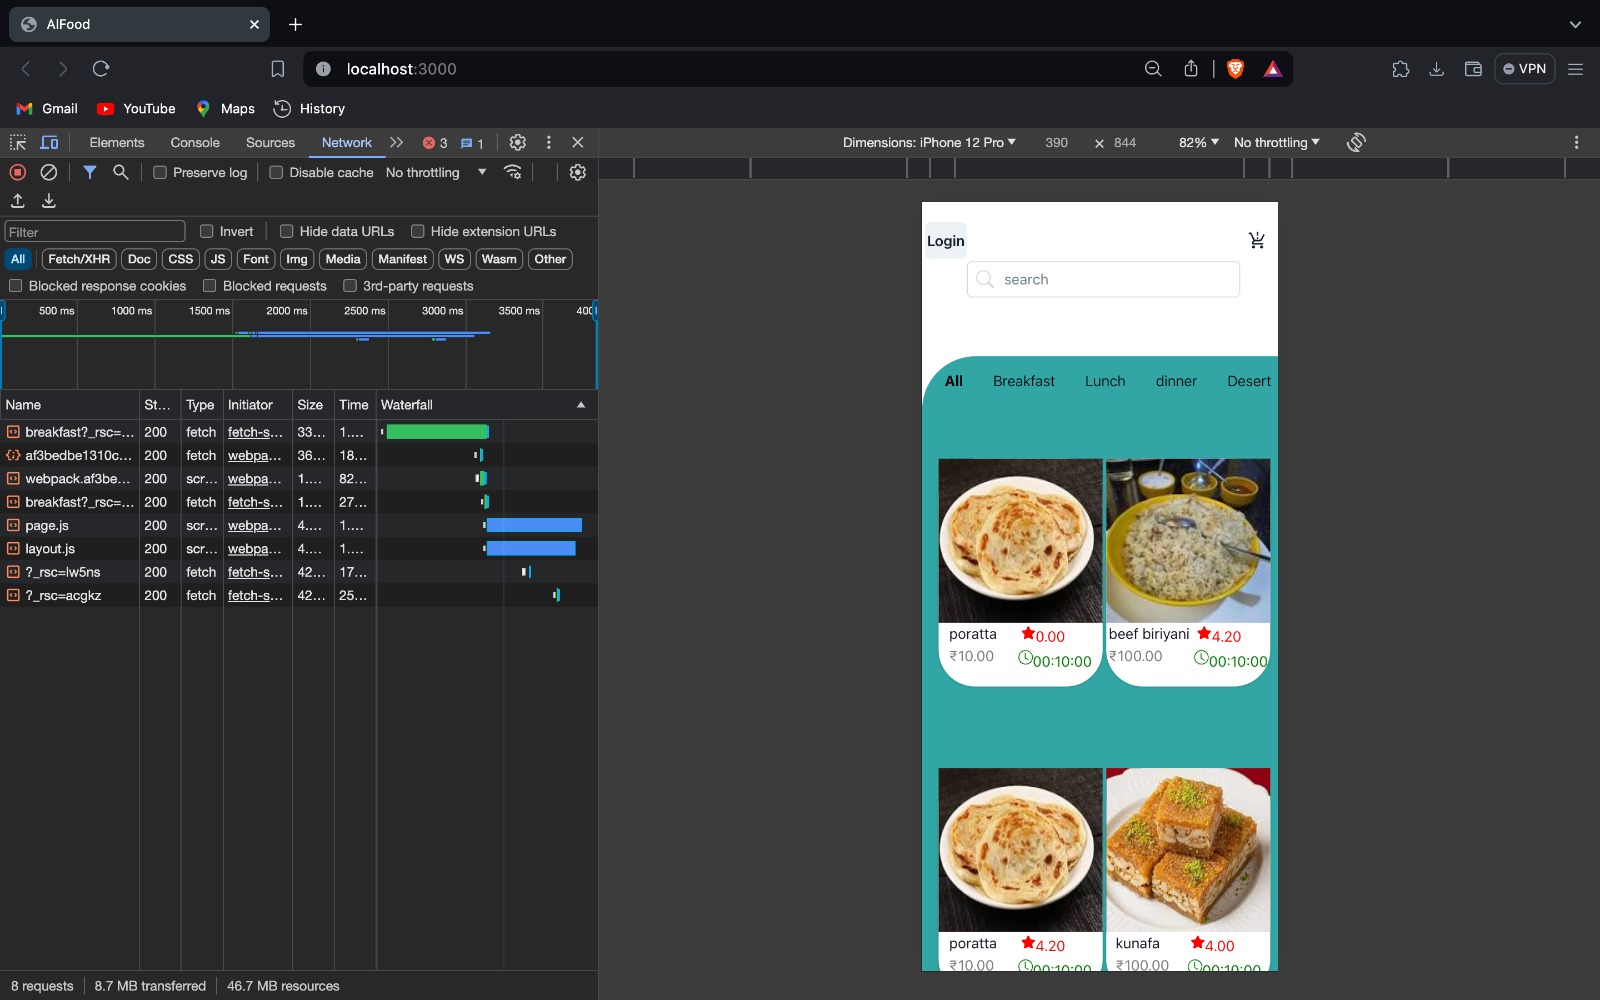 AlFood
localhost:3000
VPN
Gmail
YouTube
Maps
History
Elements
Console
Sources
Network
3
1
Dimensions: iPhone 12 Pro
390
×
844
82%
No throttling
Preserve log
Disable cache
No throttling
Filter
Invert
Hide data URLs
Hide extension URLs
All
Fetch/XHR
Doc
CSS
JS
Font
Img
Media
Manifest
WS
Wasm
Other
Blocked response cookies
Blocked requests
3rd-party requests
500 ms
1000 ms
1500 ms
2000 ms
2500 ms
3000 ms
3500 ms
400
Name St... Type Initiator Size Time Waterfall
breakfast?_rsc=... 200 fetch fetch-s... 33... 1....
af3bedbe1310c... 200 fetch webpa... 36... 18...
webpack.af3be... 200 scr... webpa... 1.... 82...
breakfast?_rsc=... 200 fetch fetch-s... 1.... 27...
page.js 200 scr... webpa... 4.... 1....
layout.js 200 scr... webpa... 4.... 1....
?_rsc=lw5ns 200 fetch fetch-s... 42... 17...
?_rsc=acgkz 200 fetch fetch-s... 42... 25...
8 requests
8.7 MB transferred
46.7 MB resources
Login
search
All
Breakfast
Lunch
dinner
Desert
poratta 0.00
₹10.00 00:10:00
beef biriyani 4.20
₹100.00 00:10:00
poratta 4.20
₹10.00 00:10:00
kunafa 4.00
₹100.00 00:10:00